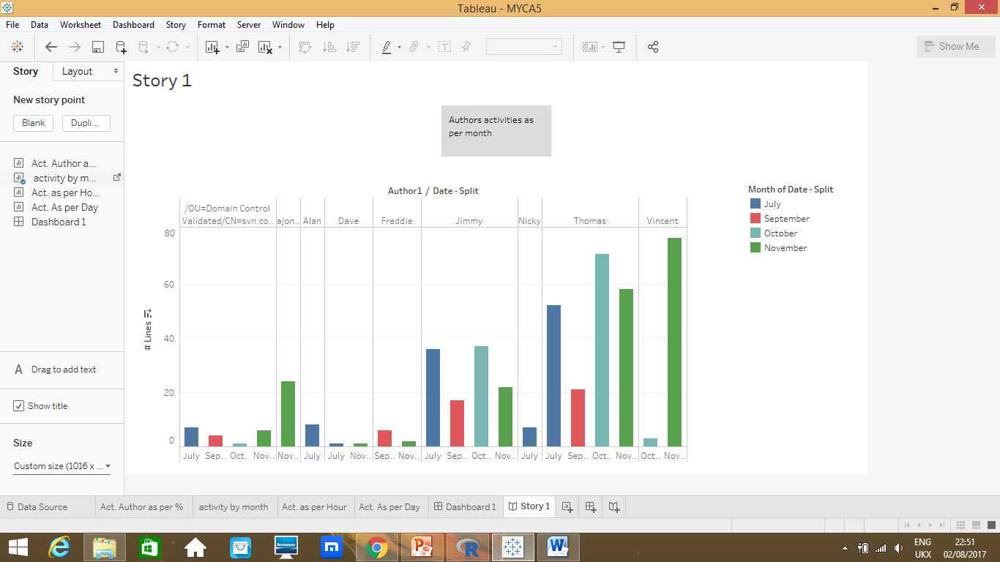 Tableau - MYCA5
File Data Worksheet Dashboard Story Format Server Window Help
Show Me
Story Layout
New story point
Blank Dupli...
Act. Author a...
activity by m...
Act. as per Ho...
Act. As per Day
Dashboard 1
A Drag to add text
Show title
Size
Custom size (1016 x ...
Story 1
Authors activities as
per month
Author1 / Date - Split
/OU=Domain Control
Validated/CN=svn.co.. ajon.. Alan Dave Freddie Jimmy Nicky Thomas Vincent
80
60
40
20
0
# Lines
July Sep.. Oct.. Nov.. Nov.. July July Nov.. Sep.. Nov.. July Sep.. Oct.. Nov.. July July Sep.. Oct.. Nov.. Oct.. Nov..
Month of Date - Split
July
September
October
November
Data Source Act. Author as per % activity by month Act. as per Hour Act. As per Day Dashboard 1 Story 1
lenovo
ENG 22:51
UKX 02/08/2017